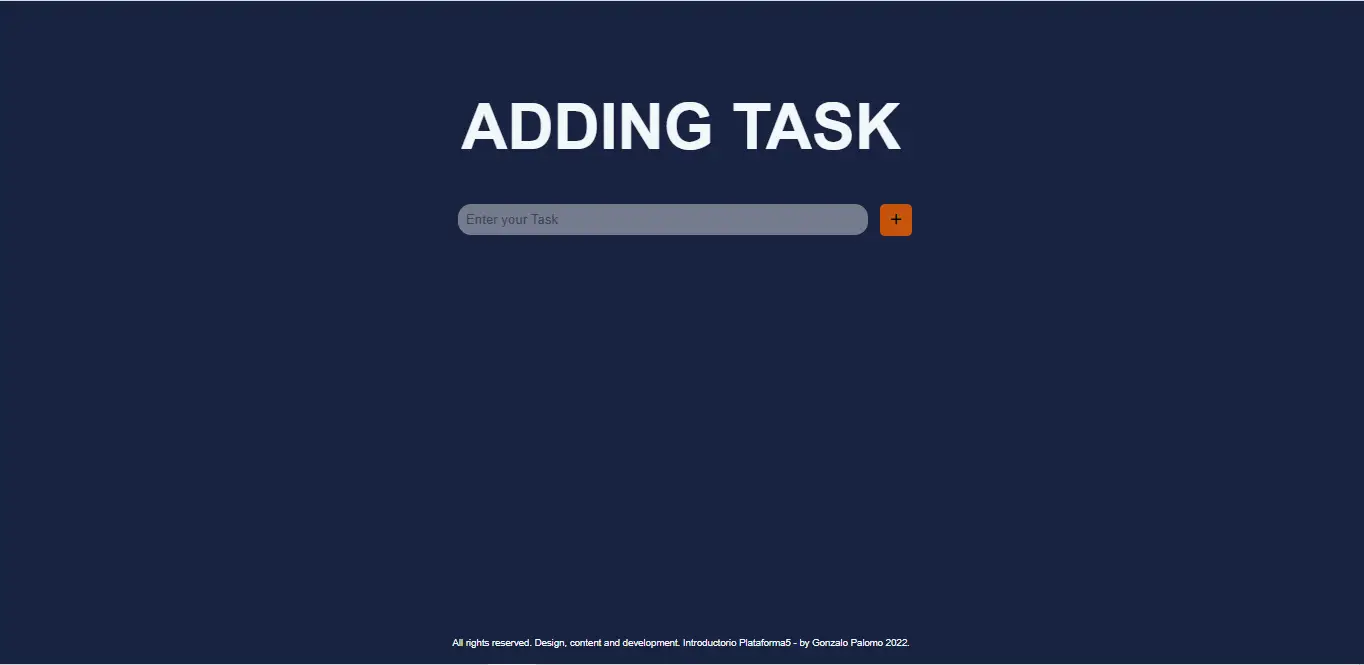 ADDING TASK
Enter your Task
+
All rights reserved. Design, content and development. Introductorio Plataforma5 - by Gonzalo Palomo 2022.